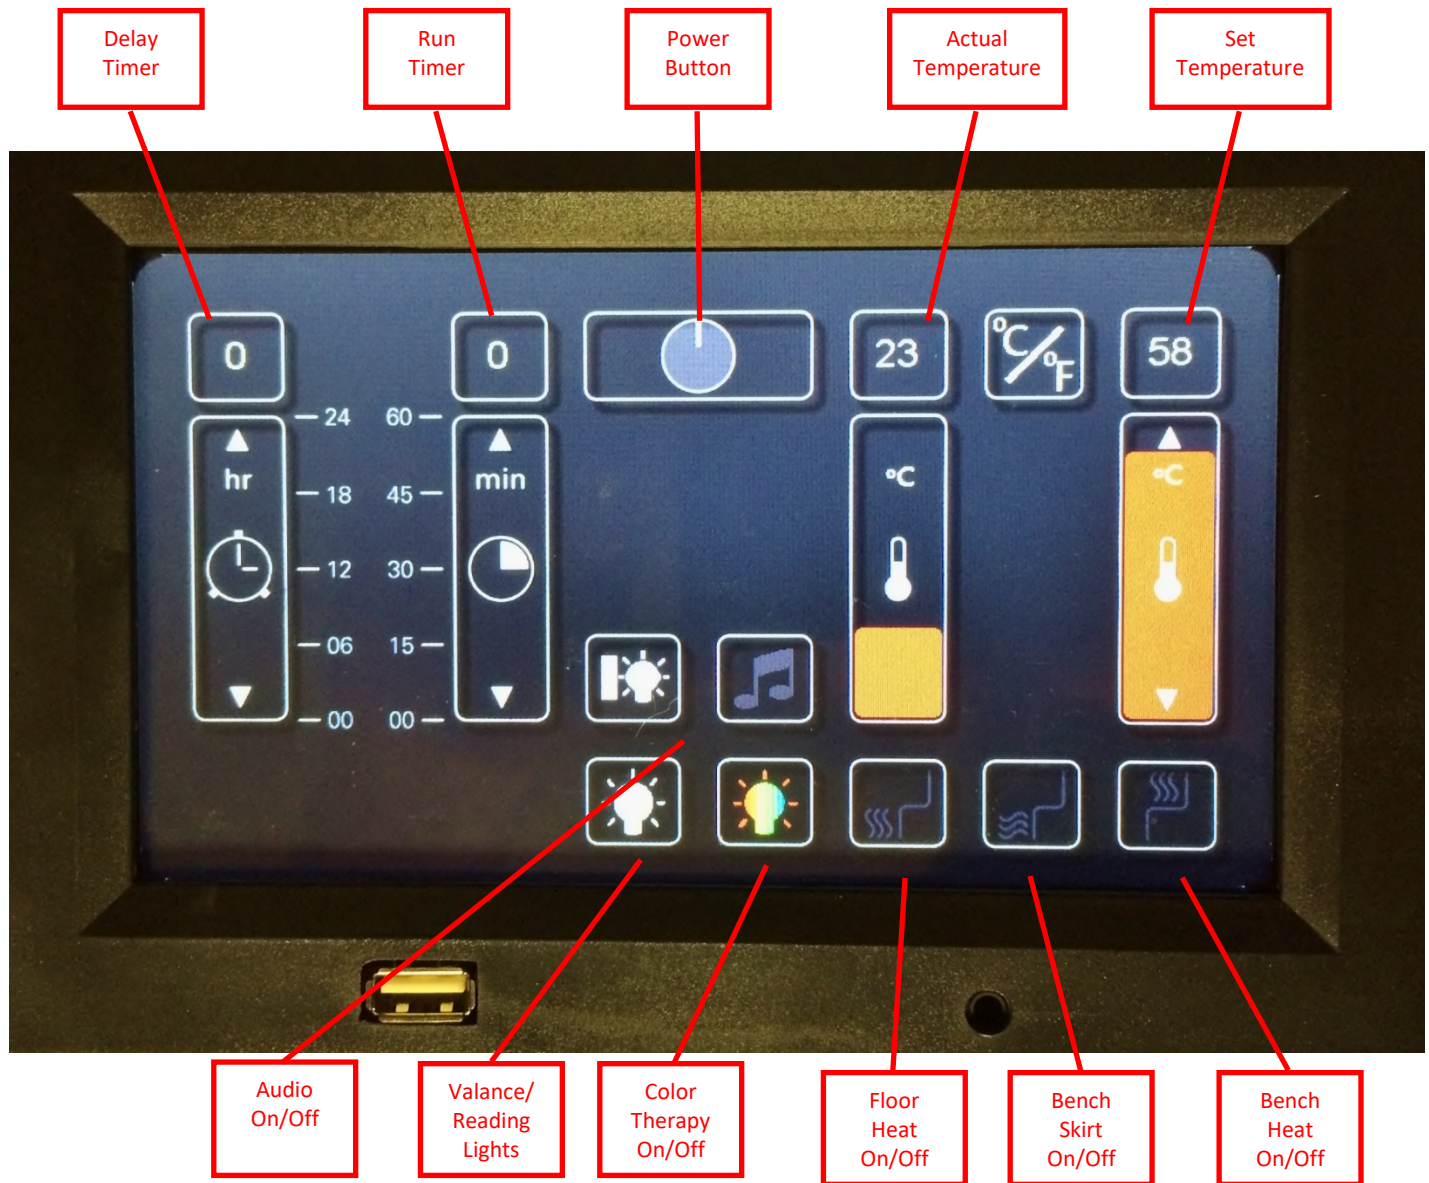 Delay
Timer
Run
Timer
Power
Button
Actual
Temperature
Set
Temperature
0
0
23
°C/°F
58
24
60
hr
18
45
min
°C
°C
12
30
06
15
00
00
Audio
On/Off
Valance/
Reading
Lights
Color
Therapy
On/Off
Floor
Heat
On/Off
Bench
Skirt
On/Off
Bench
Heat
On/Off